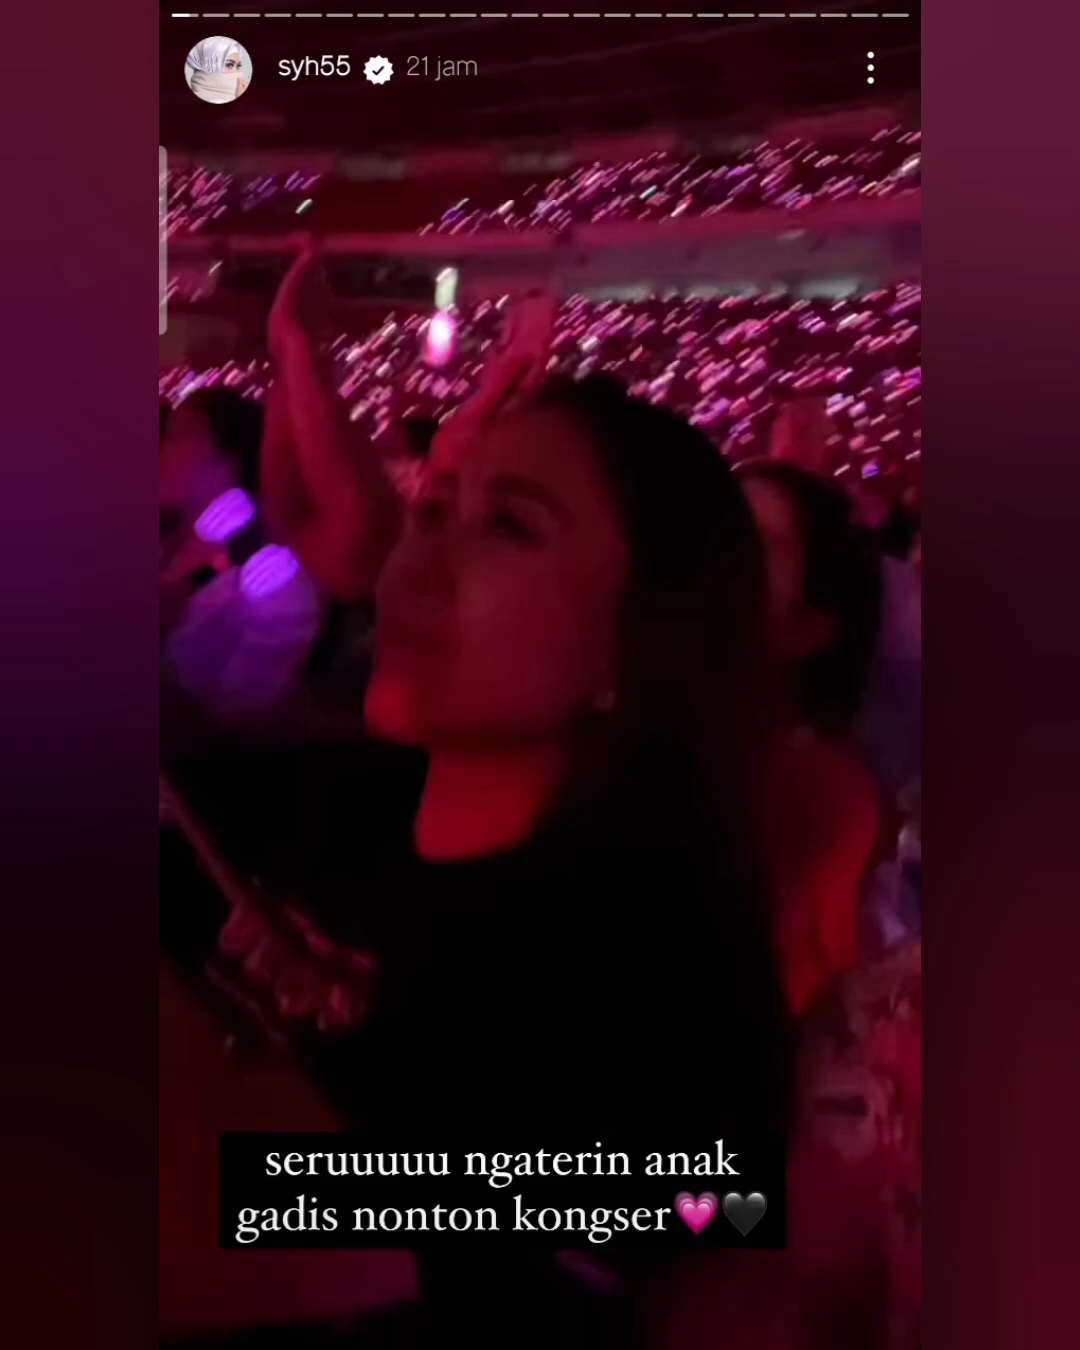 syh55 21 jam
seruuuuu ngaterin anak
gadis nonton kongser💗🖤